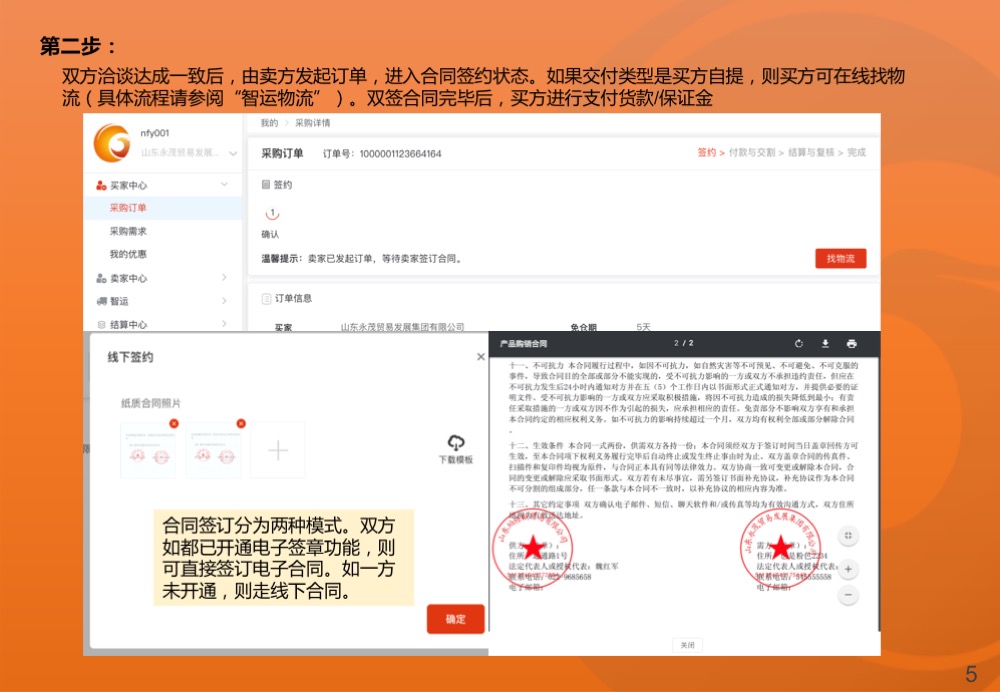 第二步：
双方洽谈达成一致后，由卖方发起订单，进入合同签约状态。如果交付类型是买方自提，则买方可在线找物
流（具体流程请参阅“智运物流”）。双签合同完毕后，买方进行支付货款/保证金
nfy001
山东永茂贸易发展...
买家中心
采购订单
采购需求
我的优惠
卖家中心
智运
结算中心
我的 > 采购详情
采购订单 订单号：1000001123664164
签约 > 付款与交割 > 结算与复核 > 完成
签约
1
确认
温馨提示：卖家已发起订单，等待卖家签订合同。
找物流
订单信息
买家 山东永茂贸易发展集团有限公司 免仓期 5天
线下签约
纸质合同照片
下载模板
合同签订分为两种模式。双方
如都已开通电子签章功能，则
可直接签订电子合同。如一方
未开通，则走线下合同。
确定
产品购销合同 2 / 2
十一、不可抗力 本合同履行过程中，如因不可抗力，如自然灾害等不可预见、不可避免、不可克服的
事件，导致合同目的全部或部分不能实现的，受不可抗力影响的一方或双方不承担违约责任，但应在
不可抗力发生后24小时内通知对方并在五（5）个工作日内以书面形式正式通知对方，并提供必要的证
明文件。受不可抗力影响的一方或双方应采取积极措施，将因不可抗力造成的损失降低到最小；有责
任采取措施的一方或双方因不作为引起的损失，应承担相应的责任。免责部分不影响双方享有和承担
本合同约定的相应权利义务。如不可抗力的影响持续超过一个月，双方均有权利全部或部分解除合同
。
十二、生效条件 本合同一式两份，供需双方各持一份；本合同须经双方于签订时间当日盖章回传方可
生效，至本合同项下权利义务履行完毕后自动终止或发生终止事由时为止。双方盖章合同的传真件、
扫描件和复印件均视为原件，与合同正本具有同等法律效力。双方协商一致可变更或解除本合同。合
同的变更或解除应采取书面形式。双方若有未尽事宜，需另签订书面补充协议，补充协议作为本合同
不可分割的组成部分，任一条款与本合同不一致时，以补充协议的相应内容为准。
十三、其它约定事项 双方确认电子邮件、短信、聊天软件和/或传真等均为有效沟通方式，双方住所
法定代表人或授权代表：魏红军
电子邮箱：
法定代表人或授权代表：
电子邮箱：
关闭
5